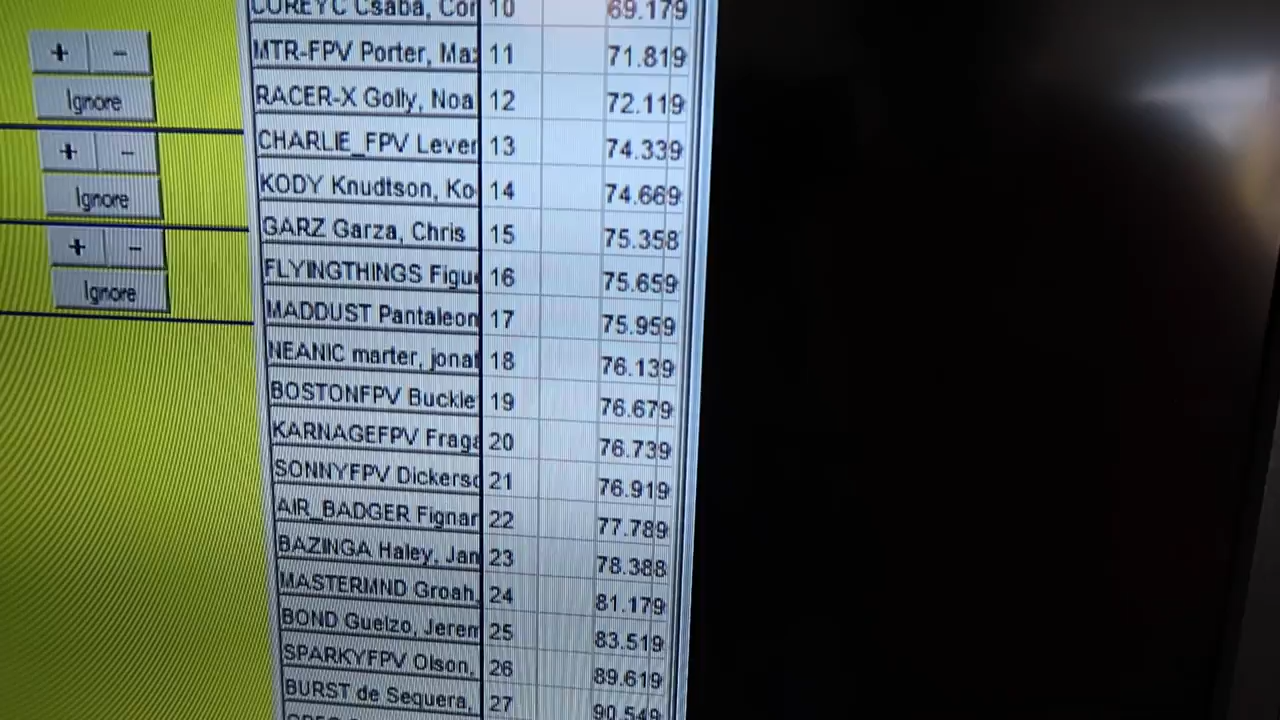 COREYC Csaba, Cor 10 69.179
+ -
MTR-FPV Porter, Ma 11 71.819
Ignore
RACER-X Golly, Noa 12 72.119
+ -
CHARLIE_FPV Lever 13 74.339
Ignore
KODY Knudtson, Ko 14 74.669
+ -
GARZ Garza, Chris 15 75.358
Ignore
FLYINGTHINGS Figu 16 75.659
MADDUST Pantaleon 17 75.959
NEANIC marter, jonat 18 76.139
BOSTONFPV Buckle 19 76.679
KARNAGEFPV Fraga 20 76.739
SONNYFPV Dickerso 21 76.919
AIR_BADGER Fignar 22 77.789
BAZINGA Haley, Jan 23 78.388
MASTERMND Groah, 24 81.179
BOND Guelzo, Jerem 25 83.519
SPARKYFPV Olson, 26 89.619
BURST de Sequera, 27 90.549